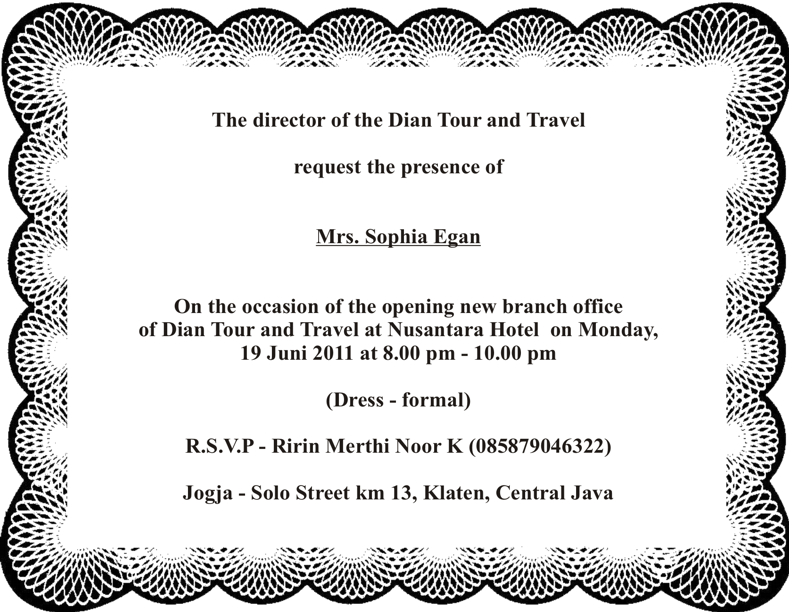 The director of the Dian Tour and Travel
request the presence of
Mrs. Sophia Egan
On the occasion of the opening new branch office
of Dian Tour and Travel at Nusantara Hotel on Monday,
19 Juni 2011 at 8.00 pm - 10.00 pm
(Dress - formal)
R.S.V.P - Ririn Merthi Noor K (085879046322)
Jogja - Solo Street km 13, Klaten, Central Java